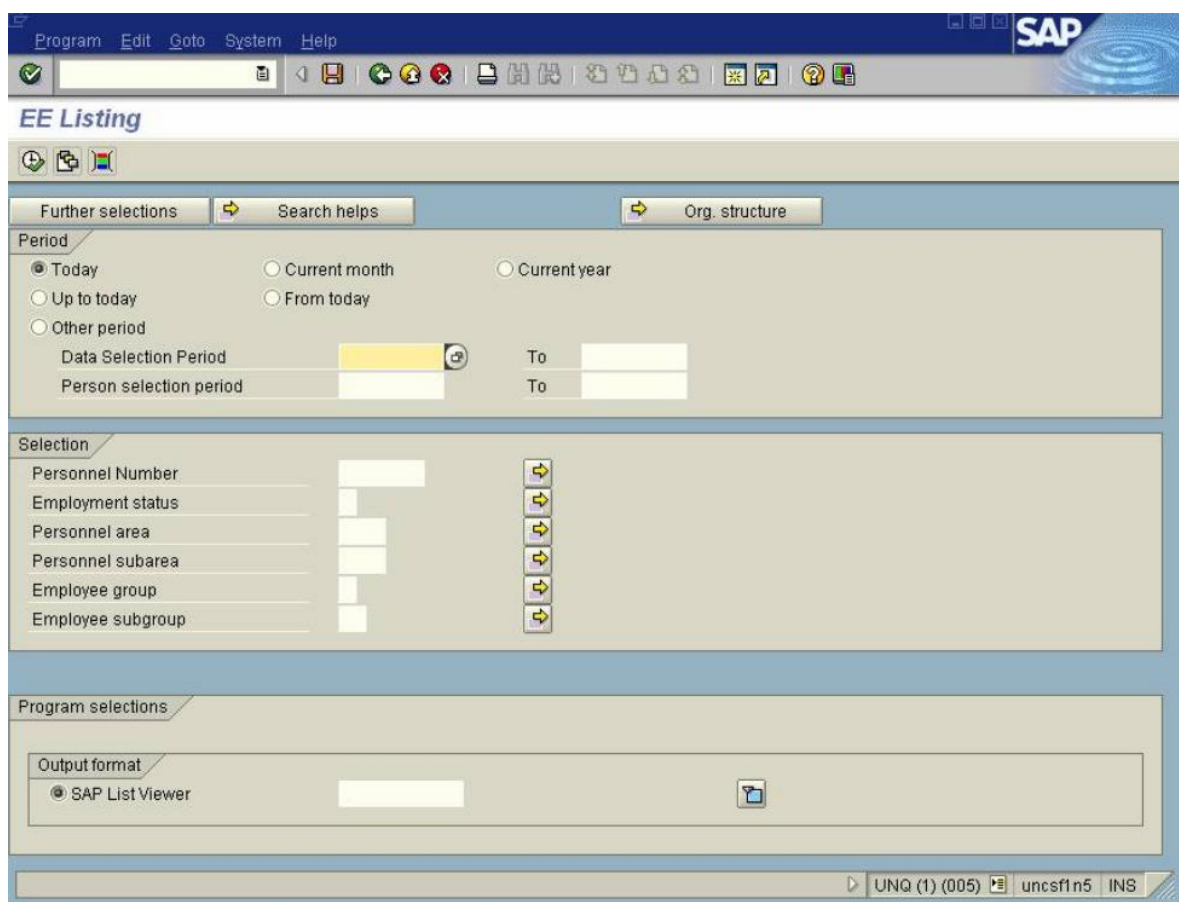 Program Edit Goto System Help
SAP
EE Listing
Further selections Search helps Org. structure
Period
Today Current month Current year
Up to today From today
Other period
Data Selection Period To
Person selection period To
Selection
Personnel Number
Employment status
Personnel area
Personnel subarea
Employee group
Employee subgroup
Program selections
Output format
SAP List Viewer
UNQ (1) (005) uncsf1n5 INS